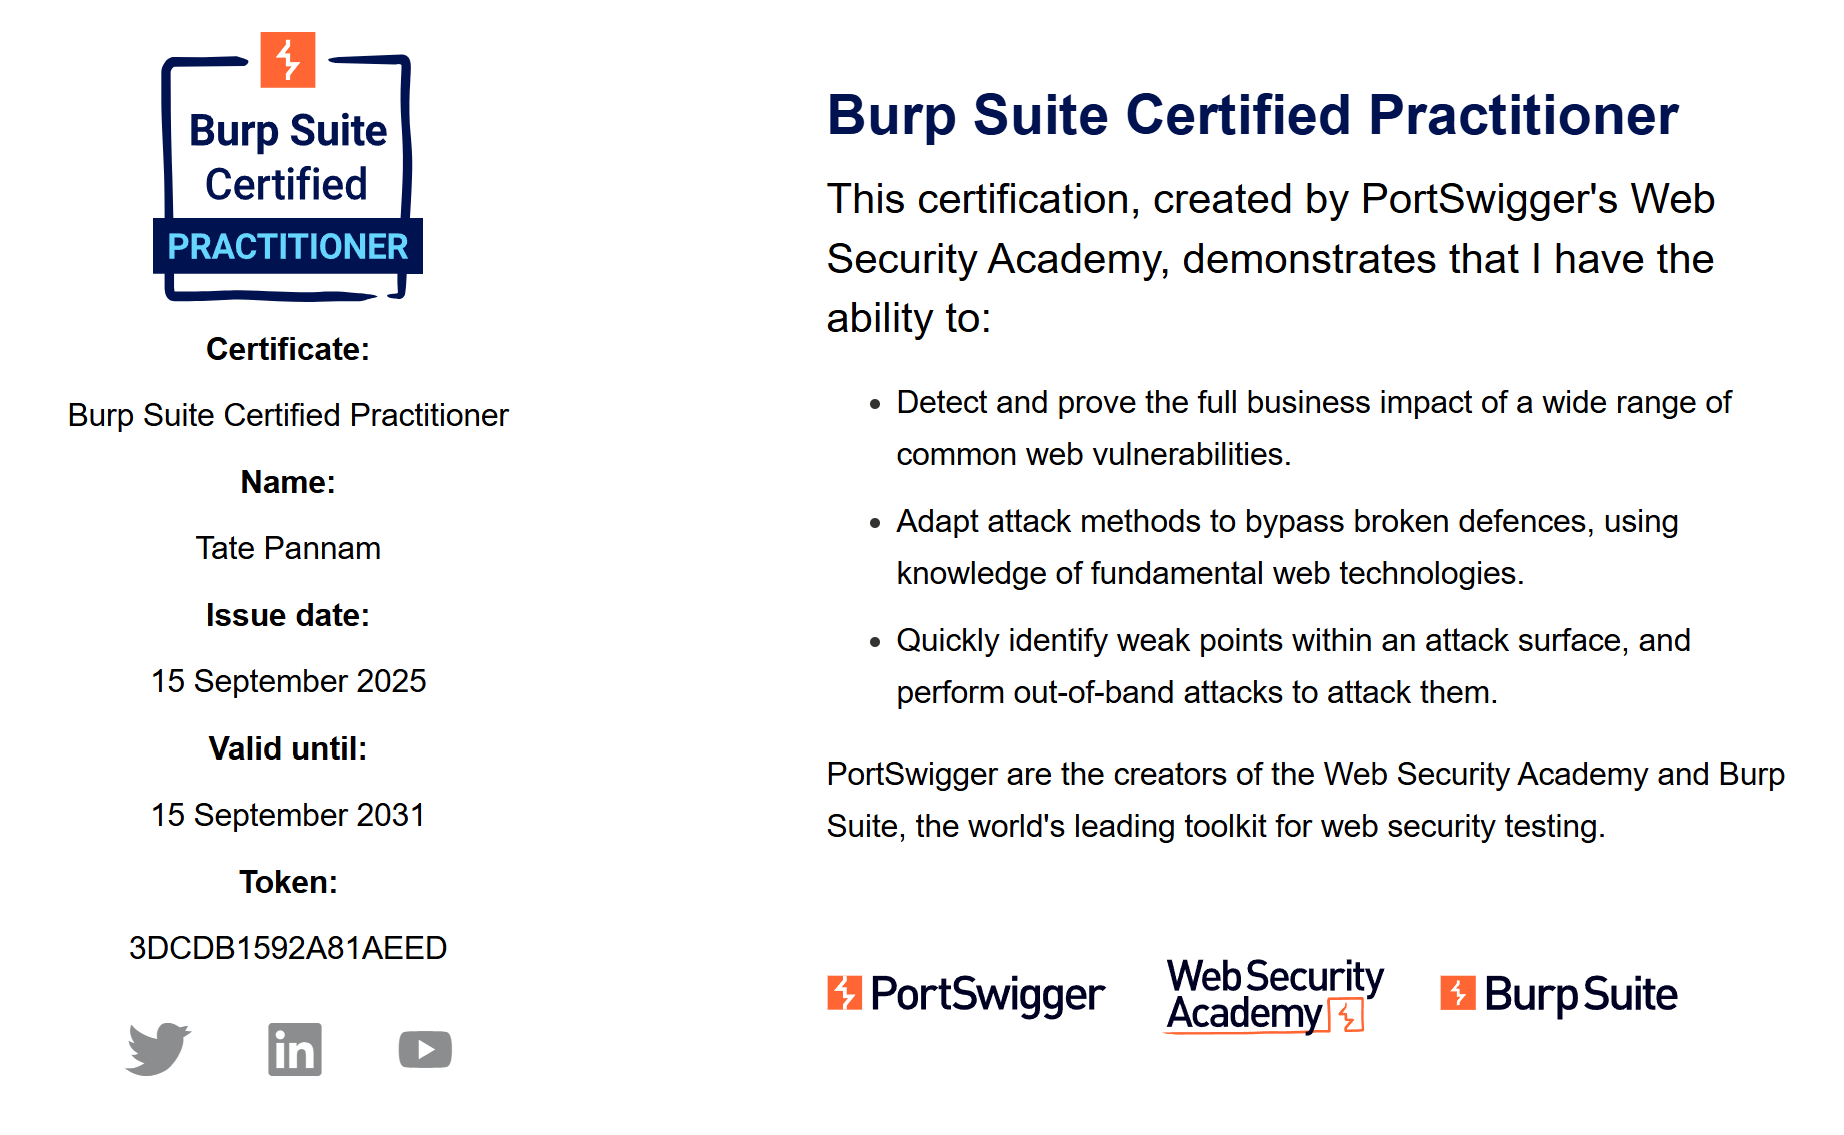 Burp Suite
Certified
PRACTITIONER
Certificate:
Burp Suite Certified Practitioner
Name:
Tate Pannam
Issue date:
15 September 2025
Valid until:
15 September 2031
Token:
3DCDB1592A81AEED
in
Burp Suite Certified Practitioner
This certification, created by PortSwigger's Web
Security Academy, demonstrates that I have the
ability to:
• Detect and prove the full business impact of a wide range of
common web vulnerabilities.
• Adapt attack methods to bypass broken defences, using
knowledge of fundamental web technologies.
• Quickly identify weak points within an attack surface, and
perform out-of-band attacks to attack them.
PortSwigger are the creators of the Web Security Academy and Burp
Suite, the world's leading toolkit for web security testing.
PortSwigger
Web Security
Academy
Burp Suite